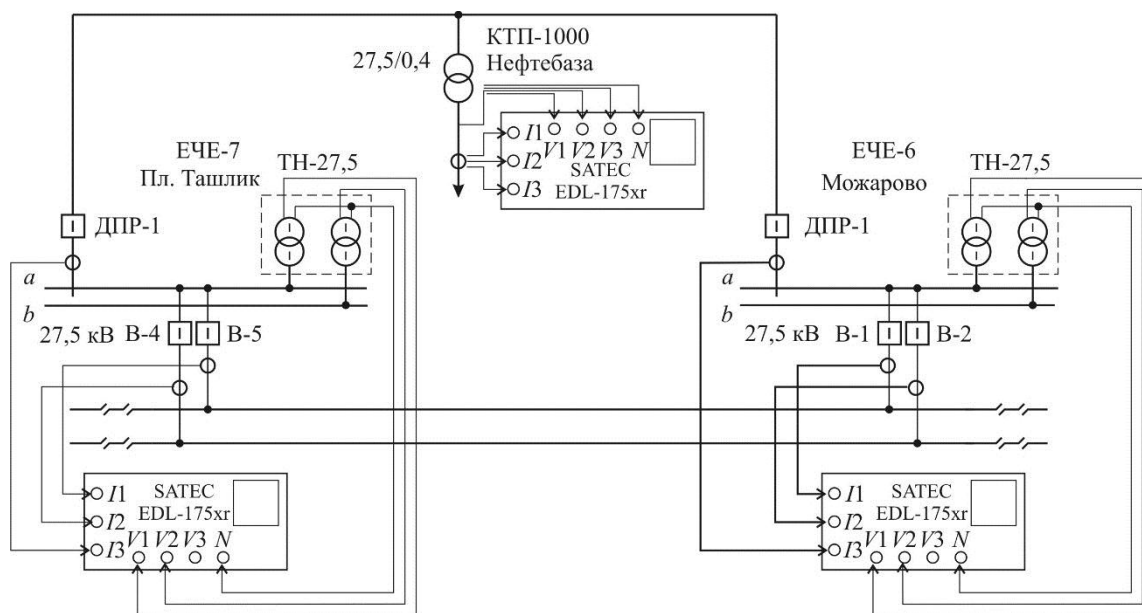 КТП-1000
27,5/0,4
Нефтебаза
I1
I2
I3
V1 V2 V3 N
SATEC
EDL-175xr
ЕЧЕ-7
Пл. Ташлик
ТН-27,5
ДПР-1
a
b
27,5 кВ
В-4
В-5
ЕЧЕ-6
Можарово
ТН-27,5
ДПР-1
a
b
27,5 кВ
В-1
В-2
I1
I2
I3
SATEC
EDL-175xr
V1 V2 V3 N
I1
I2
I3
SATEC
EDL-175xr
V1 V2 V3 N